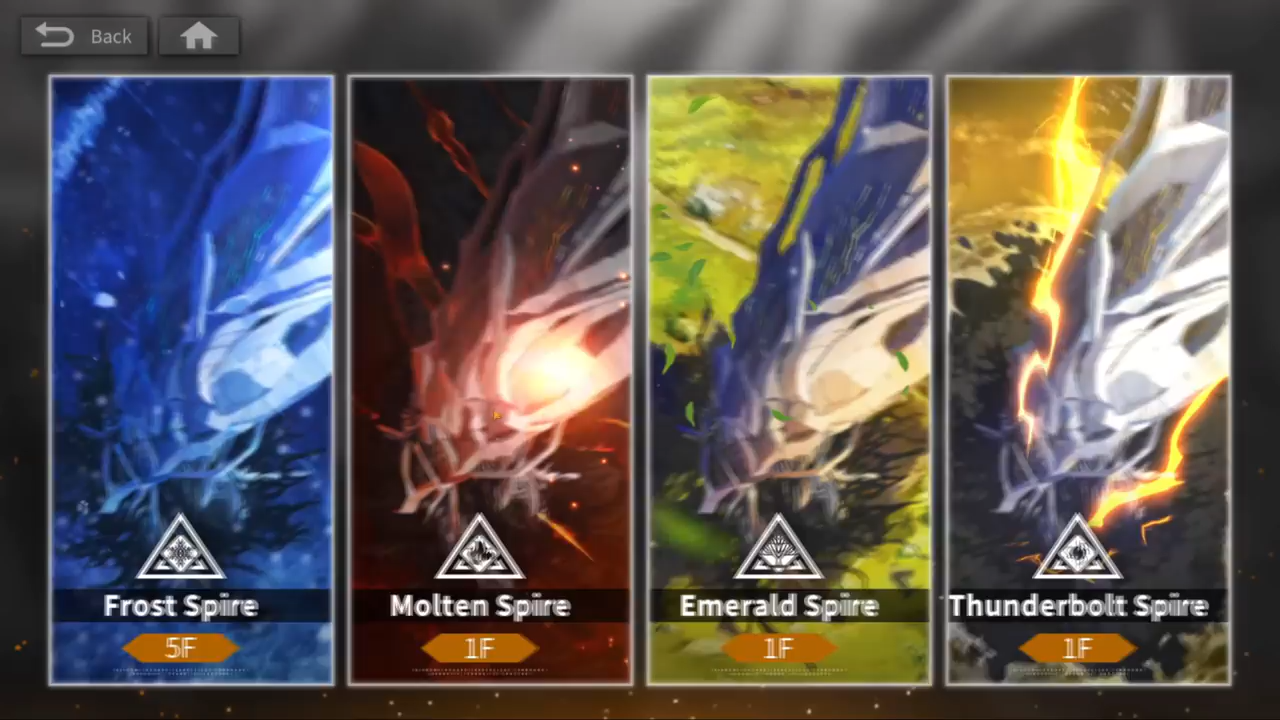 Back
Frost Spire
5F
Molten Spire
1F
Emerald Spire
1F
Thunderbolt Spire
1F